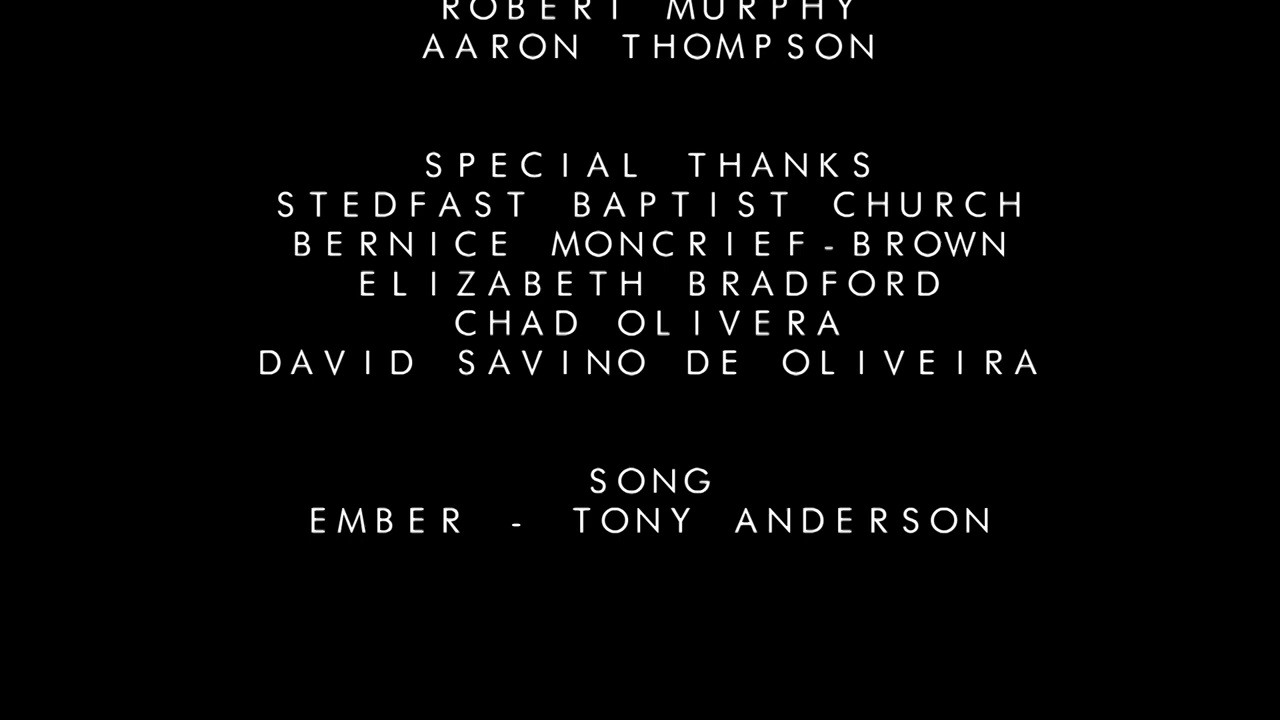 ROBERT MURPHY
AARON THOMPSON
SPECIAL THANKS
STEDFAST BAPTIST CHURCH
BERNICE MONCRIEF-BROWN
ELIZABETH BRADFORD
CHAD OLIVERA
DAVID SAVINO DE OLIVEIRA
SONG
EMBER - TONY ANDERSON